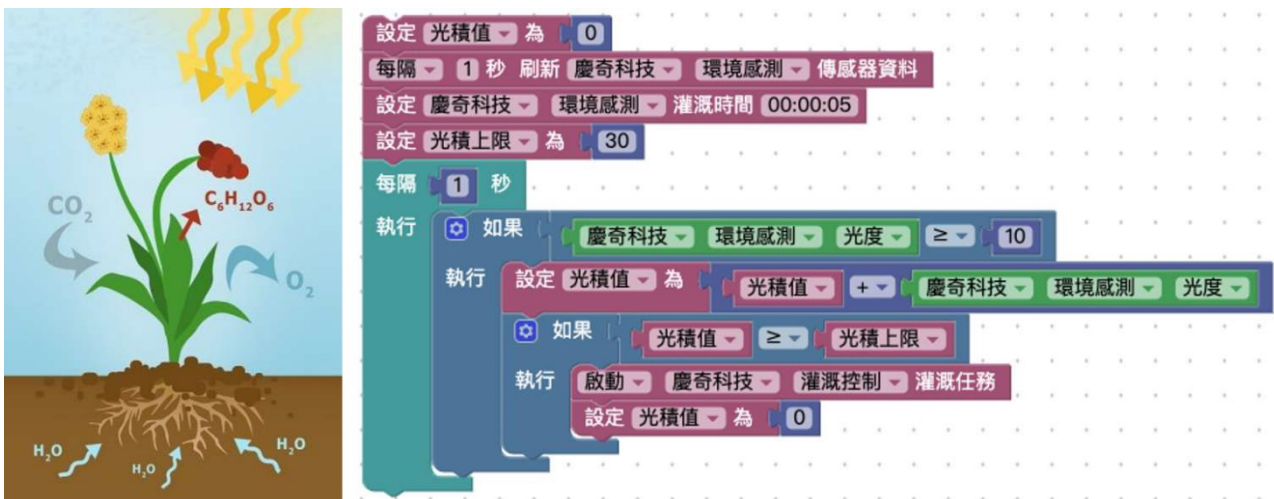 CO₂
C₆H₁₂O₆
O₂
H₂O
H₂O
H₂O
設定 光積值 為 0
每隔 1 秒 刷新 慶奇科技 環境感測 傳感器資料
設定 慶奇科技 環境感測 灌溉時間 00:00:05
設定 光積上限 為 30
每隔 1 秒
執行 如果 慶奇科技 環境感測 光度 ≥ 10
執行 設定 光積值 為 光積值 + 慶奇科技 環境感測 光度
如果 光積值 ≥ 光積上限
執行 啟動 慶奇科技 灌溉控制 灌溉任務
設定 光積值 為 0